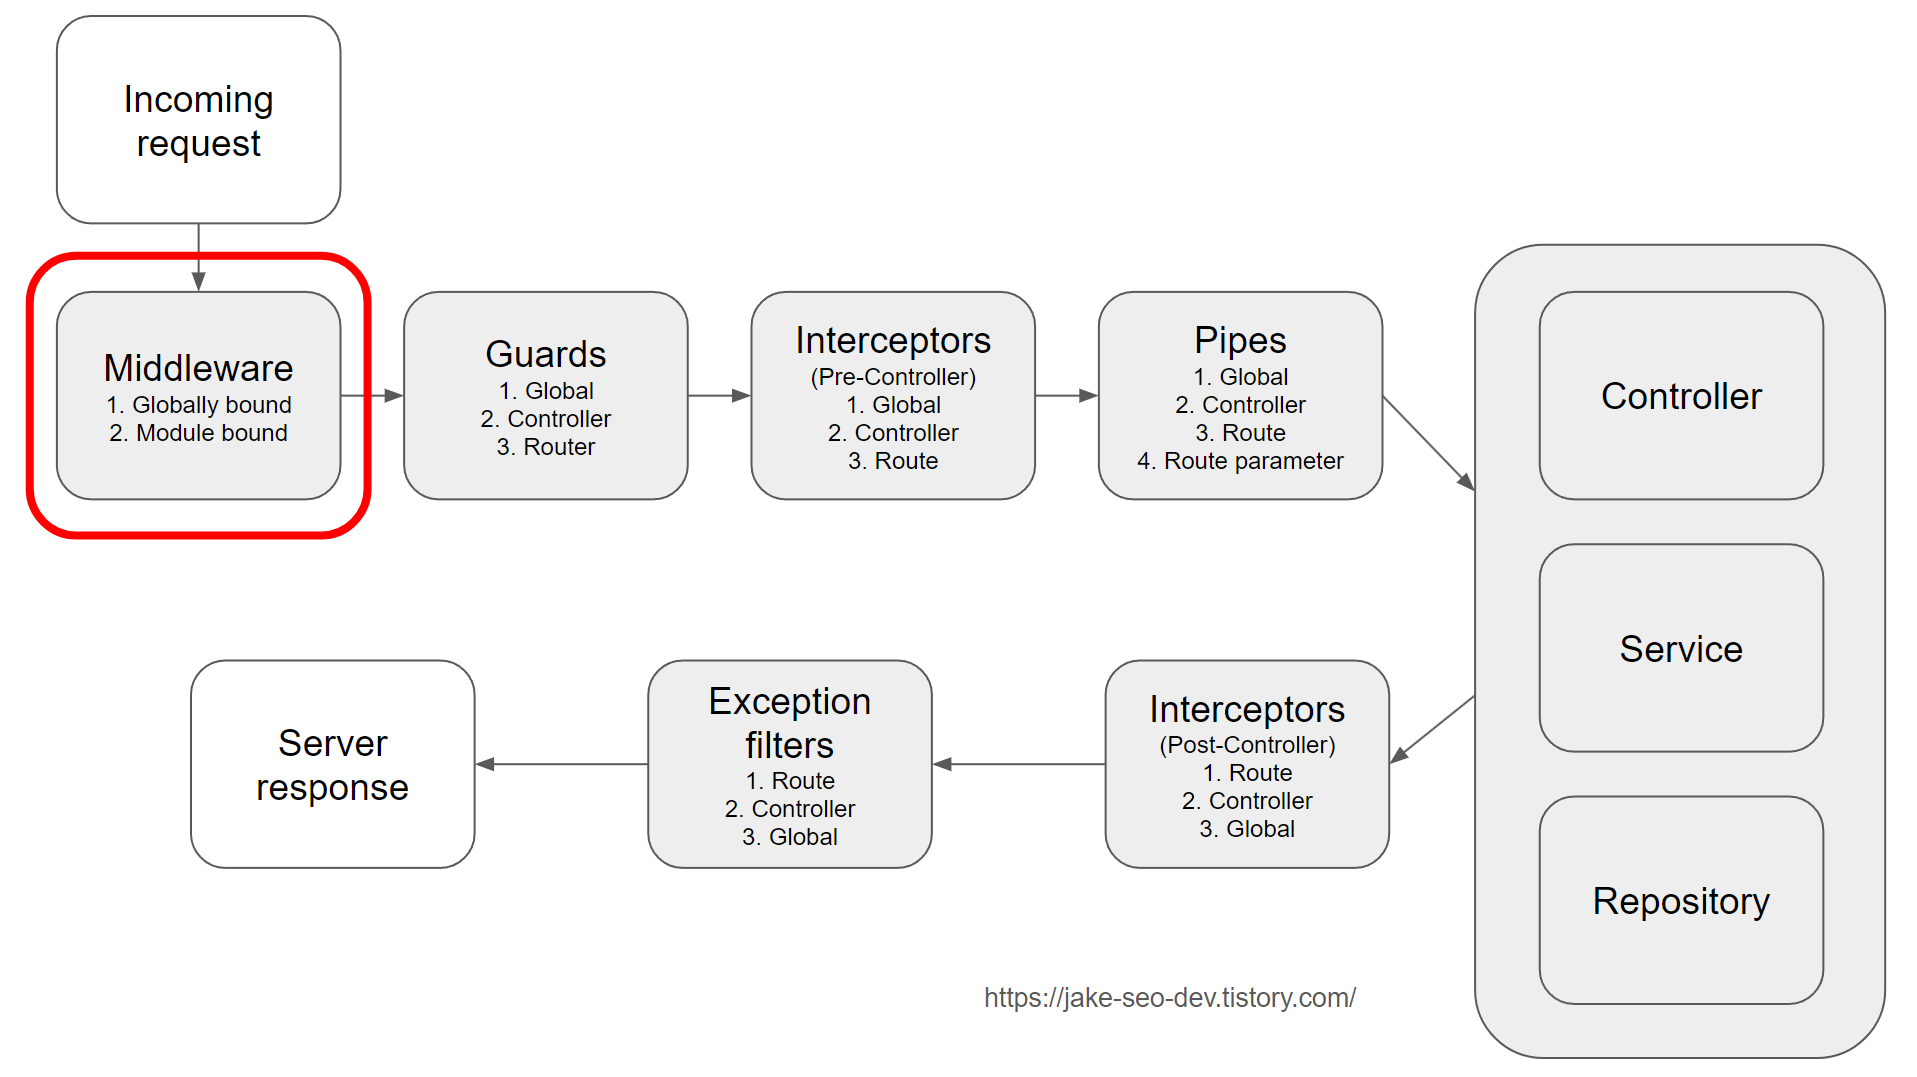 Incoming
request
Middleware
1. Globally bound
2. Module bound
Guards
1. Global
2. Controller
3. Router
Interceptors
(Pre-Controller)
1. Global
2. Controller
3. Route
Pipes
1. Global
2. Controller
3. Route
4. Route parameter
Controller
Service
Repository
Interceptors
(Post-Controller)
1. Route
2. Controller
3. Global
Exception
filters
1. Route
2. Controller
3. Global
Server
response
https://jake-seo-dev.tistory.com/